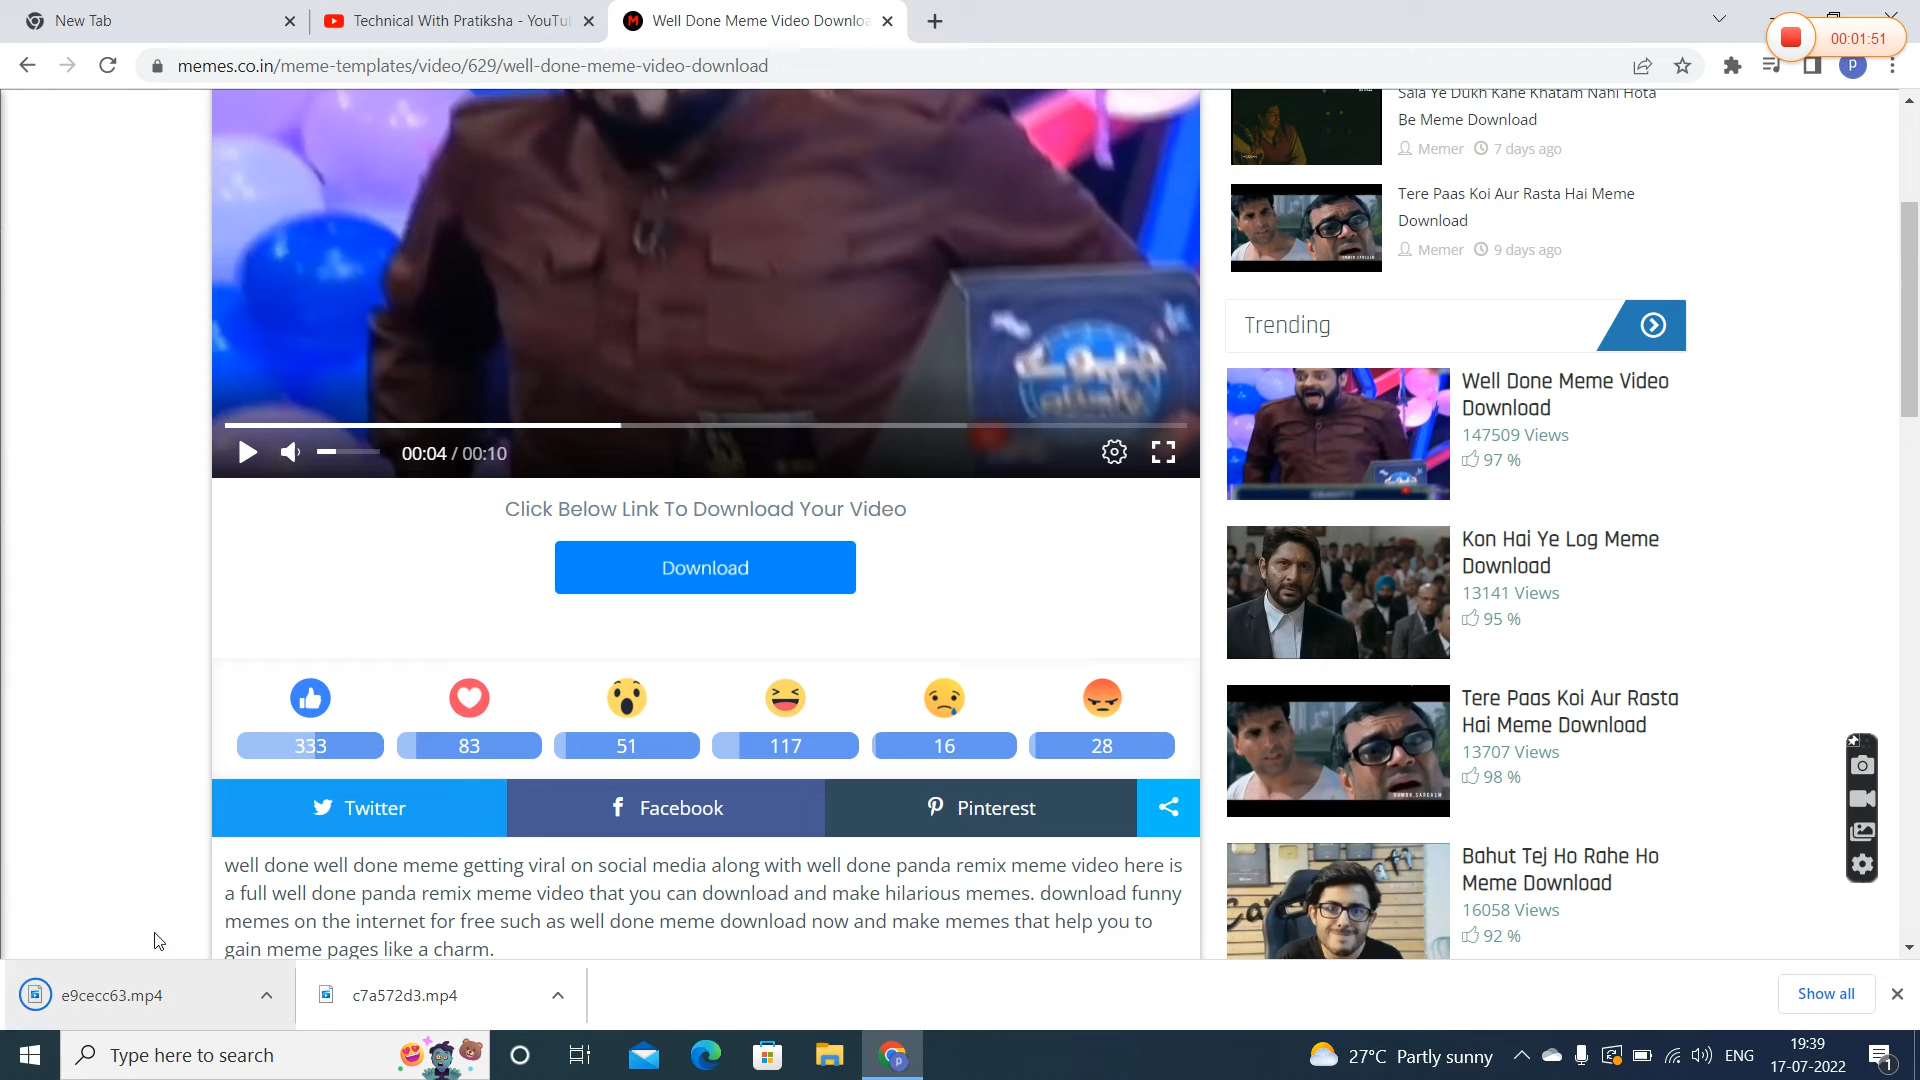 New Tab
Technical With Pratiksha - YouTu
Well Done Meme Video Downloa
00:01:51
memes.co.in/meme-templates/video/629/well-done-meme-video-download
P
00:04 / 00:10
Click Below Link To Download Your Video
Download
333
83
51
117
16
28
Twitter
Facebook
Pinterest
well done well done meme getting viral on social media along with well done panda remix meme video here is
a full well done panda remix meme video that you can download and make hilarious memes. download funny
memes on the internet for free such as well done meme download now and make memes that help you to
gain meme pages like a charm.
Sala Ye Dukh Kahe Khatam Nahi Hota
Be Meme Download
Memer 7 days ago
Tere Paas Koi Aur Rasta Hai Meme
Download
Memer 9 days ago
Trending
Well Done Meme Video
Download
147509 Views
97 %
Kon Hai Ye Log Meme
Download
13141 Views
95 %
Tere Paas Koi Aur Rasta
Hai Meme Download
13707 Views
98 %
Bahut Tej Ho Rahe Ho
Meme Download
16058 Views
92 %
e9cecc63.mp4
c7a572d3.mp4
Show all
Type here to search
27°C Partly sunny
ENG
19:39
17-07-2022
1